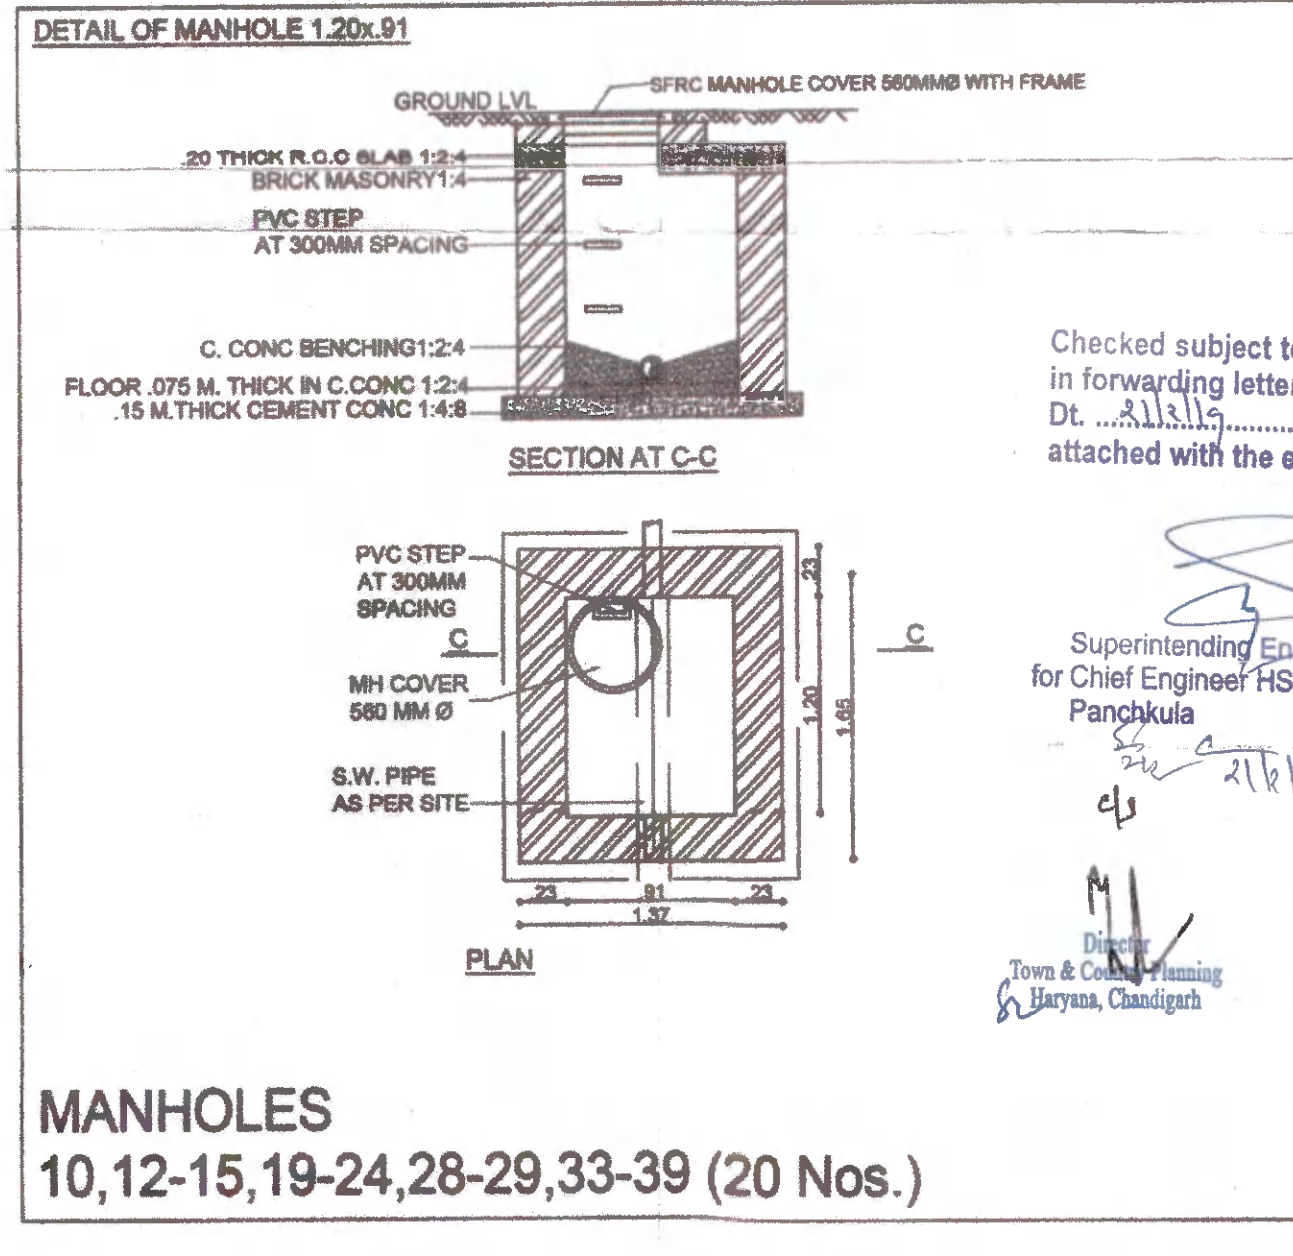 DETAIL OF MANHOLE 1.20x.91
SFRC MANHOLE COVER 560MMØ WITH FRAME
GROUND LVL
.20 THICK R.C.C SLAB 1:2:4
BRICK MASONRY1:4
PVC STEP
AT 300MM SPACING
C. CONC BENCHING1:2:4
FLOOR .075 M. THICK IN C.CONC 1:2:4
.15 M.THICK CEMENT CONC 1:4:8
SECTION AT C-C
Checked subject to
in forwarding letter
Dt. 21/2/19
attached with the
PVC STEP
AT 300MM
SPACING
C
C
MH COVER
560 MM Ø
S.W. PIPE
AS PER SITE
23
1.20
1.65
.23
.91
.23
1.37
PLAN
Superintending
for Chief Engineer
Panchkula
Director
Town & Country Planning
Haryana, Chandigarh
MANHOLES
10,12-15,19-24,28-29,33-39 (20 Nos.)